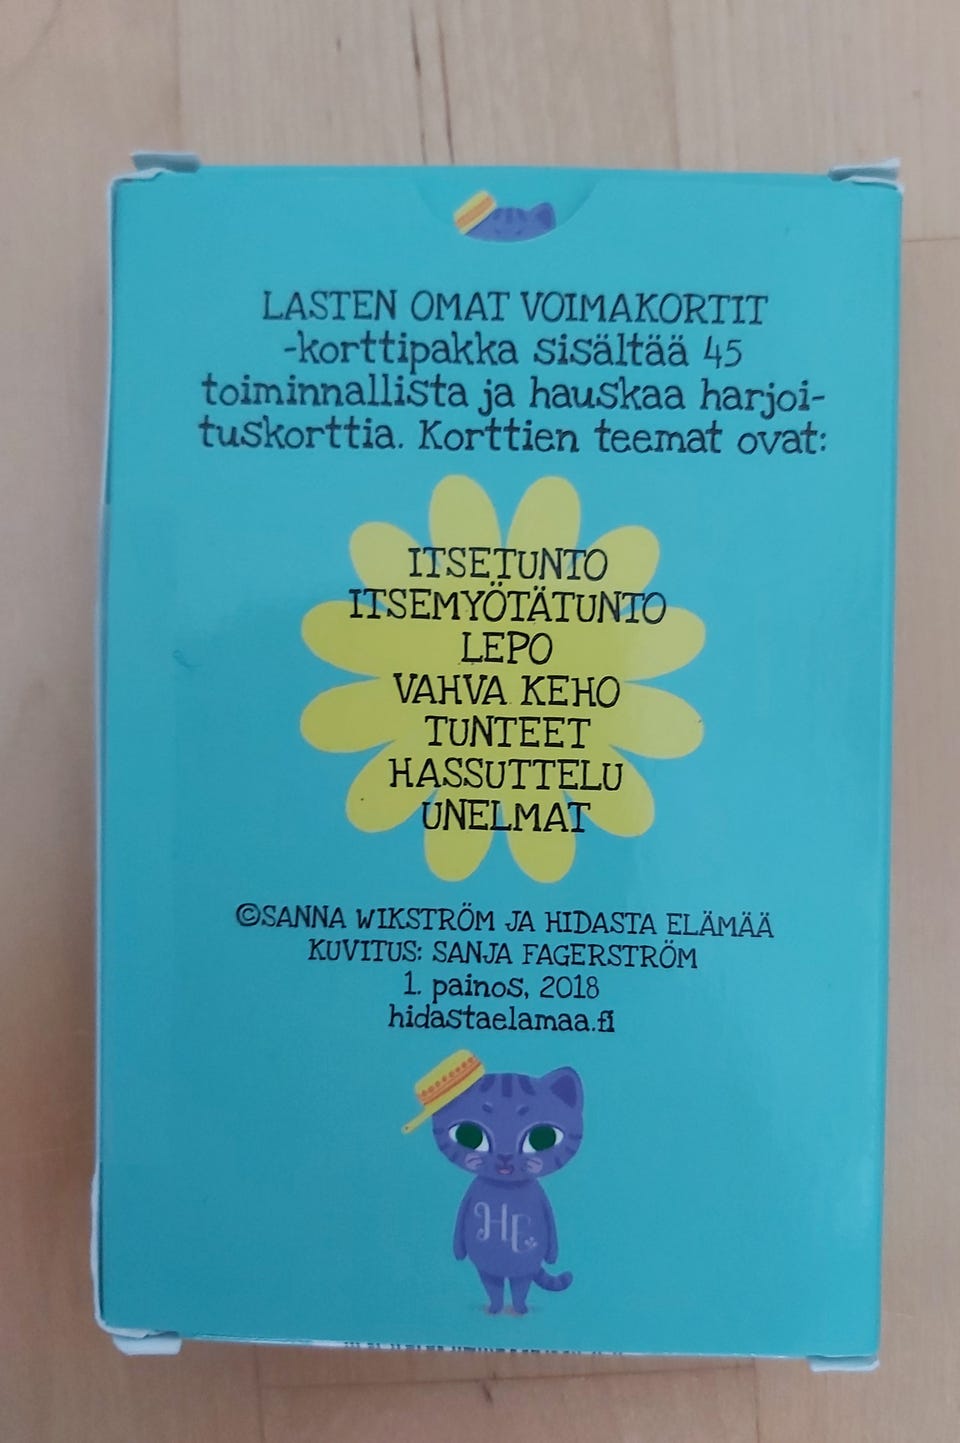 LASTEN OMAT VOIMAKORTIT
-korttipakka sisältää 45
toiminnallista ja hauskaa harjoi-
tuskorttia. Korttien teemat ovat:
ITSETUNTO
ITSEMYÖTÄTUNTO
LEPO
VAHVA KEHO
TUNTEET
HASSUTTELU
UNELMAT
©SANNA WIKSTRÖM JA HIDASTA ELÄMÄÄ
KUVITUS: SANJA FAGERSTRÖM
1. painos, 2018
hidastaelamaa.fi
HE